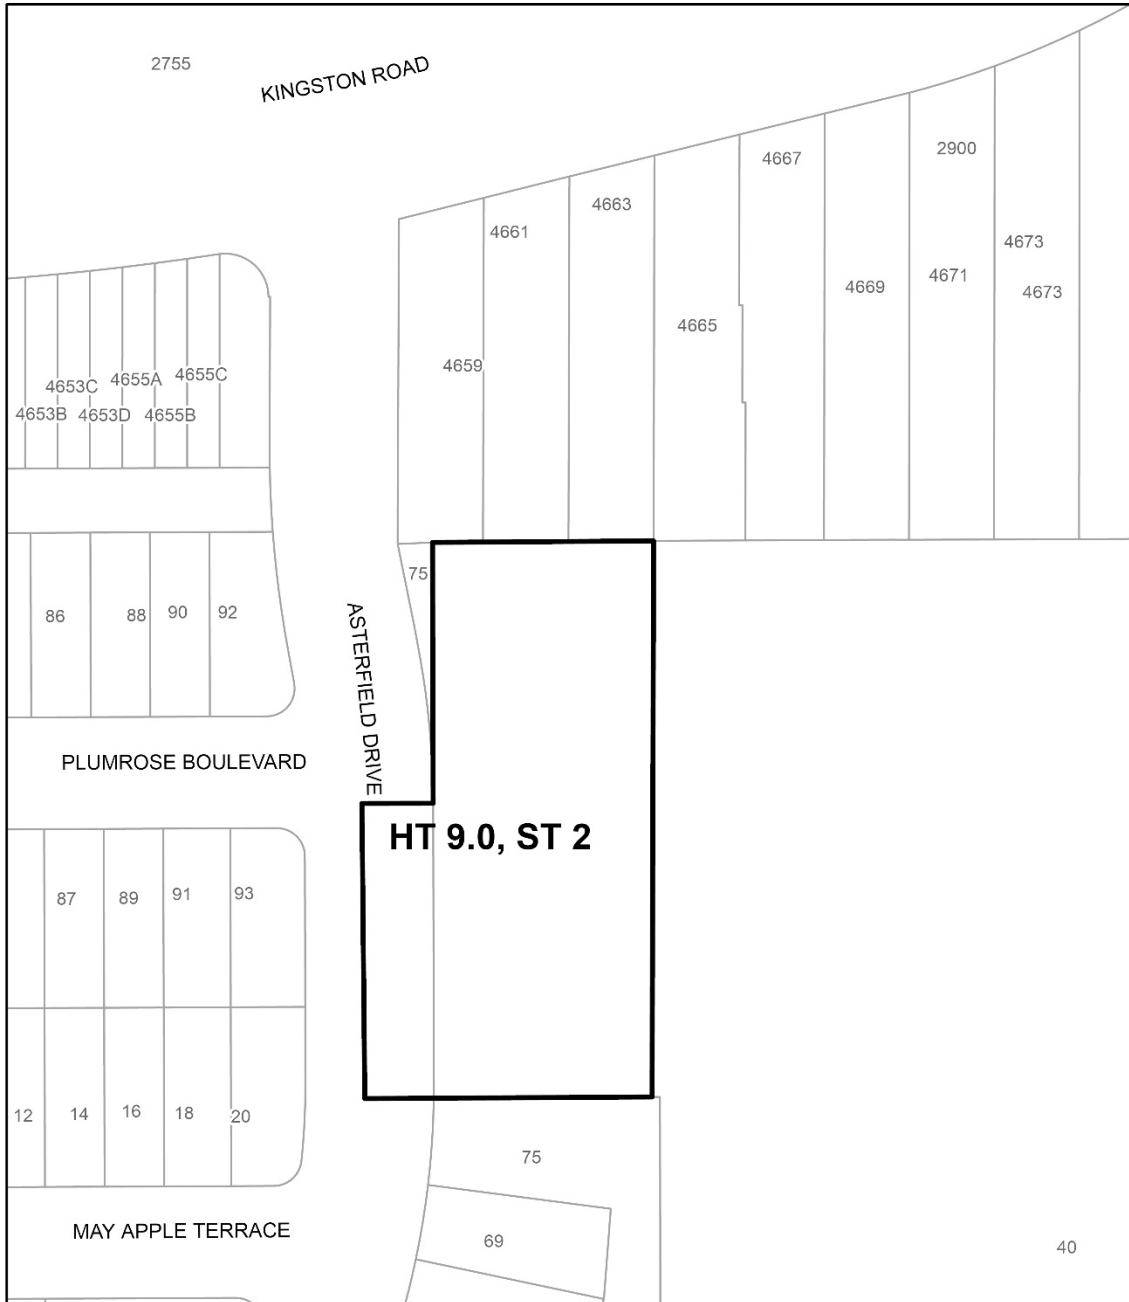 2755
KINGSTON ROAD
4667
2900
4663
4661
4673
4671
4669
4673
4665
4659
4655C
4655A
4653C
4653B
4653D
4655B
75
86
88
90
92
ASTERFIELD DRIVE
PLUMROSE BOULEVARD
HT 9.0, ST 2
87
89
91
93
12
14
16
18
20
75
MAY APPLE TERRACE
69
40